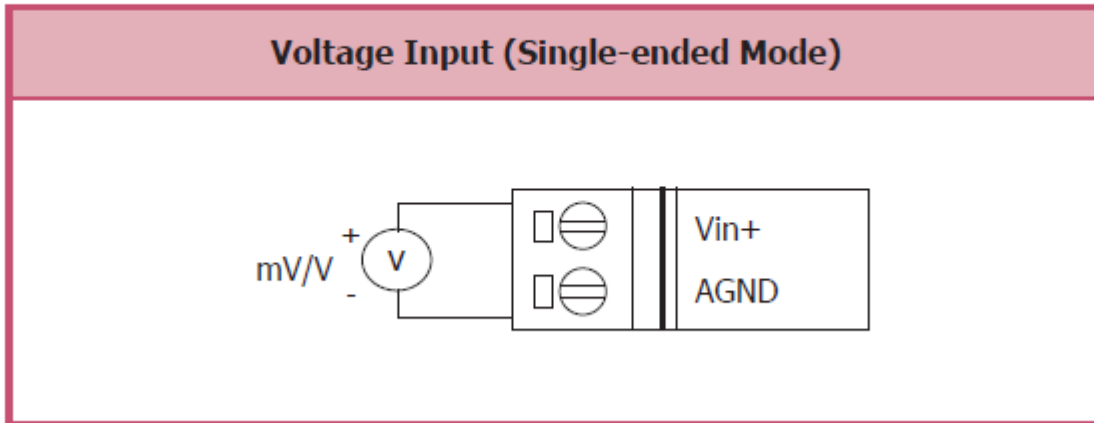 Voltage Input (Single-ended Mode)
+
mV/V
V
-
Vin+
AGND